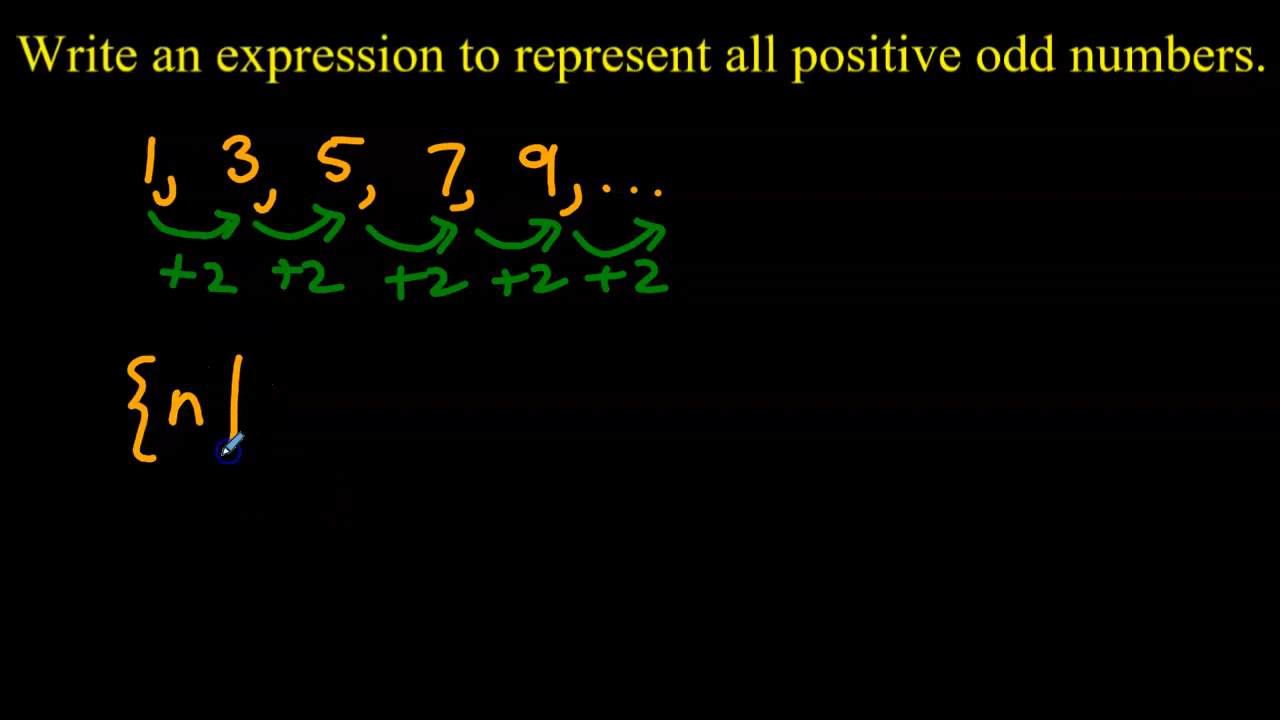 Write an expression to represent all positive odd numbers.
1, 3, 5, 7, 9, ...
+2 +2 +2 +2 +2
{n |